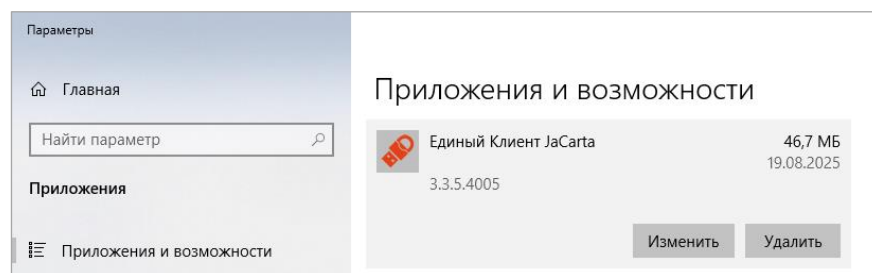 Параметры
Главная
Найти параметр
Приложения
Приложения и возможности
Приложения и возможности
Единый Клиент JaCarta
46,7 МБ
19.08.2025
3.3.5.4005
Изменить
Удалить